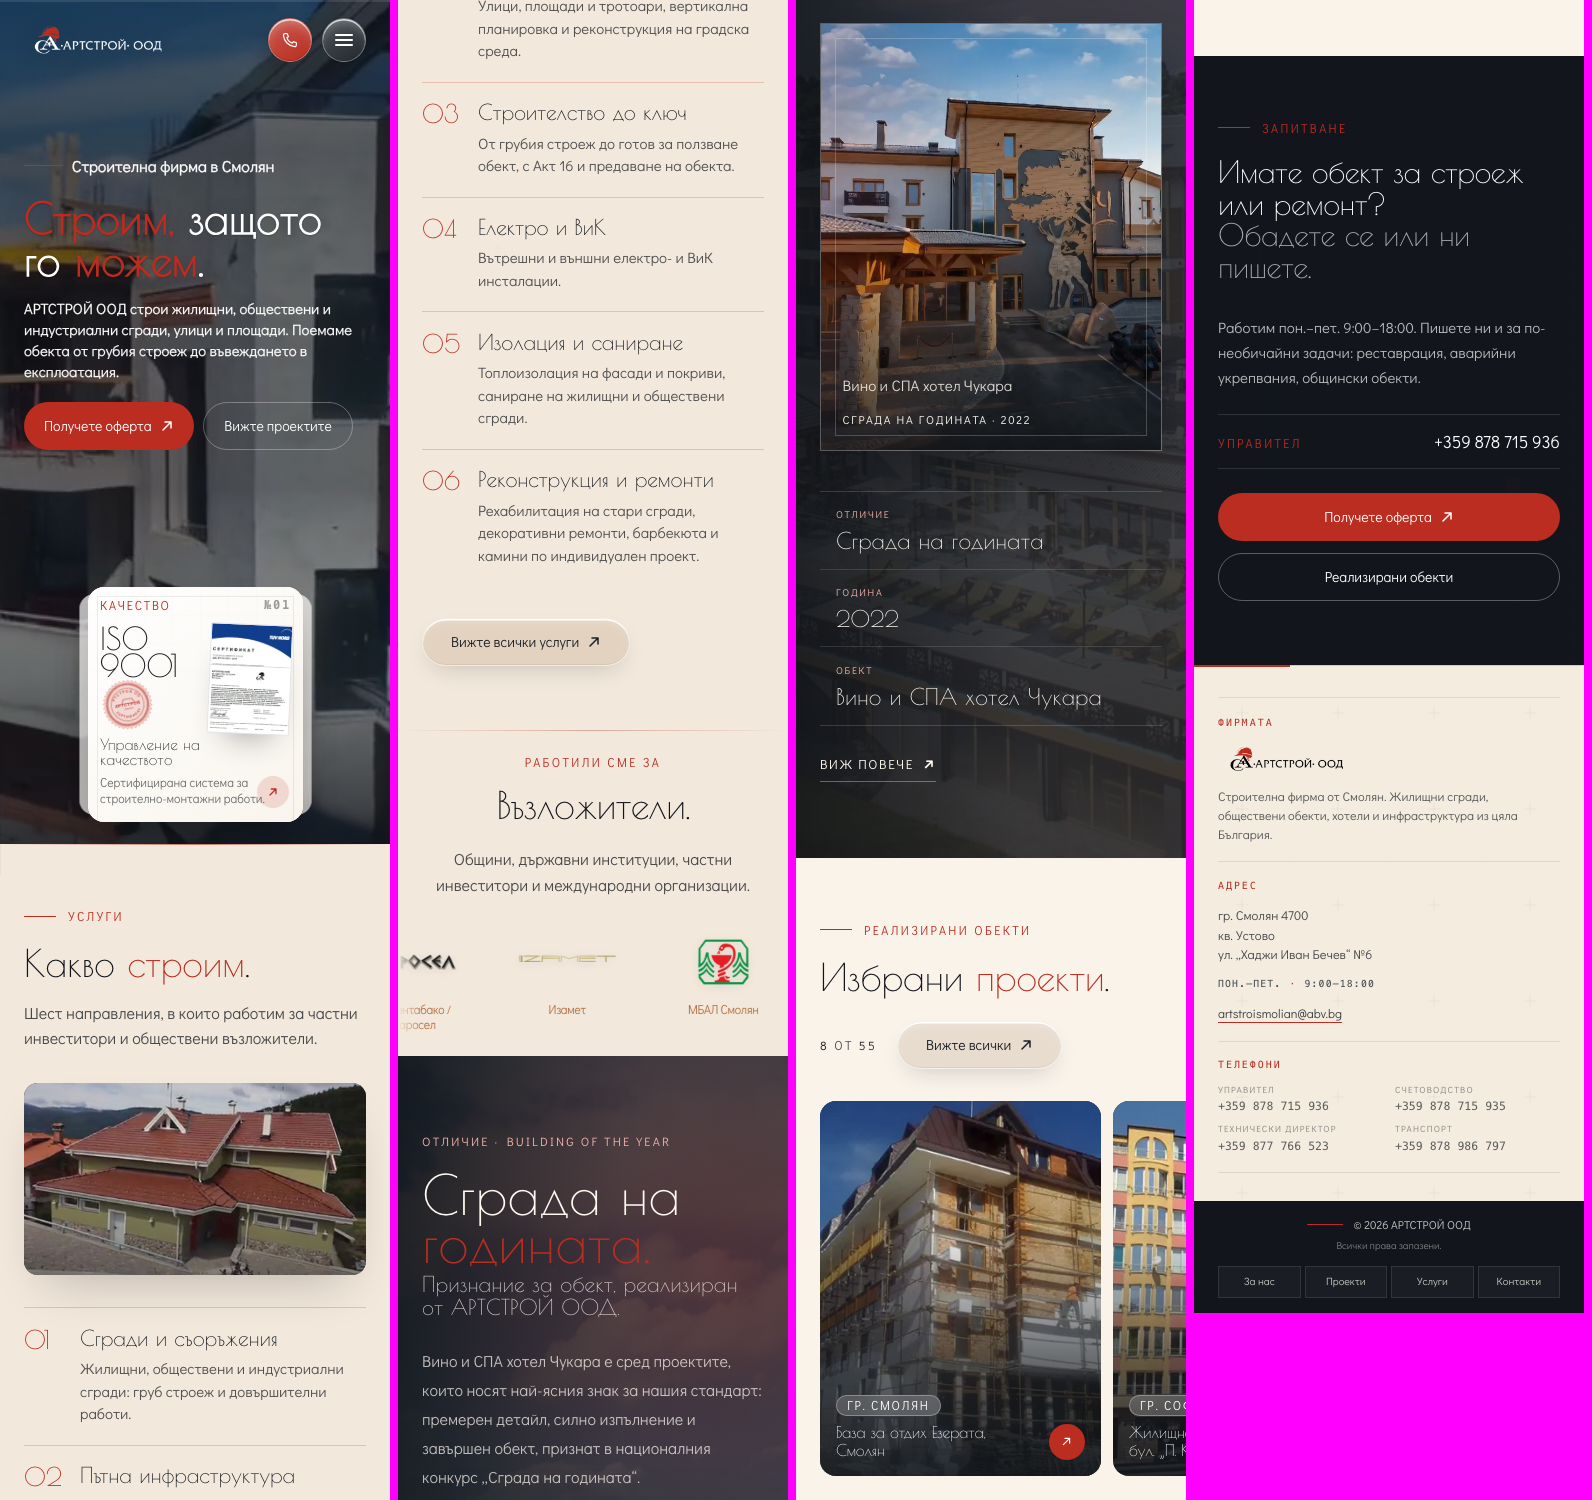 АРТСТРОЙ· ООД
Строителна фирма в Смолян
Строим. защото
го можем.
АРТСТРОЙ ООД строи жилищни, обществени и
индустриални сгради, улици и площади. Поемаме
обекта от грубия строеж до въвеждането в
експлоатация.
Получете оферта
Вижте проектите
КАЧЕСТВО
№01
ISO
9001
СЕРТИФИКАТ
Управление на
качеството
Сертифицирана система за
строително-монтажни работи.
УСЛУГИ
Какво строим.
Шест направления, в които работим за частни
инвеститори и обществени възложители.
01
Сгради и съоръжения
Жилищни, обществени и индустриални
сгради: груб строеж и довършителни
работи.
02
Пътна инфраструктура
Улици, площади и тротоари, вертикална
планировка и реконструкция на градска
среда.
03
Строителство до ключ
От грубия строеж до готов за ползване
обект, с Акт 16 и предаване на обекта.
04
Електро и ВиК
Вътрешни и външни електро- и ВиК
инсталации.
05
Изолация и саниране
Топлоизолация на фасади и покриви,
саниране на жилищни и обществени
сгради.
06
Реконструкция и ремонти
Рехабилитация на стари сгради,
декоративни ремонти, барбекюта и
камини по индивидуален проект.
Вижте всички услуги
РАБОТИЛИ СМЕ ЗА
Възложители.
Общини, държавни институции, частни
инвеститори и международни организации.
IZAMET
нтабако /
аросел
Изамет
МБАЛ Смолян
ОТЛИЧИЕ · BUILDING OF THE YEAR
Сграда на
годината.
Признание за обект, реализиран
от АРТСТРОЙ ООД.
Вино и СПА хотел Чукара е сред проектите,
които носят най-ясния знак за нашия стандарт:
премерен детайл, силно изпълнение и
завършен обект, признат в националния
конкурс „Сграда на годината“.
Вино и СПА хотел Чукара
СГРАДА НА ГОДИНАТА · 2022
ОТЛИЧИЕ
Сграда на годината
ГОДИНА
2022
ОБЕКТ
Вино и СПА хотел Чукара
ВИЖ ПОВЕЧЕ
РЕАЛИЗИРАНИ ОБЕКТИ
Избрани проекти.
8 ОТ 55
Вижте всички
ГР. СМОЛЯН
База за отдих Езерата,
Смолян
ГР. СОФ
Жилищн
бул. „П. К
ЗАПИТВАНЕ
Имате обект за строеж
или ремонт?
Обадете се или ни
пишете.
Работим пон.–пет. 9:00–18:00. Пишете ни и за по-
необичайни задачи: реставрация, аварийни
укрепвания, общински обекти.
УПРАВИТЕЛ
+359 878 715 936
Получете оферта
Реализирани обекти
ФИРМАТА
АРТСТРОЙ· ООД
Строителна фирма от Смолян. Жилищни сгради,
обществени обекти, хотели и инфраструктура из цяла
България.
АДРЕС
гр. Смолян 4700
кв. Устово
ул. „Хаджи Иван Бечев“ №6
ПОН.–ПЕТ. · 9:00–18:00
artstroismolian@abv.bg
ТЕЛЕФОНИ
УПРАВИТЕЛ
+359 878 715 936
СЧЕТОВОДСТВО
+359 878 715 935
ТЕХНИЧЕСКИ ДИРЕКТОР
+359 877 766 523
ТРАНСПОРТ
+359 878 986 797
© 2026 АРТСТРОЙ ООД
Всички права запазени.
За нас
Проекти
Услуги
Контакти